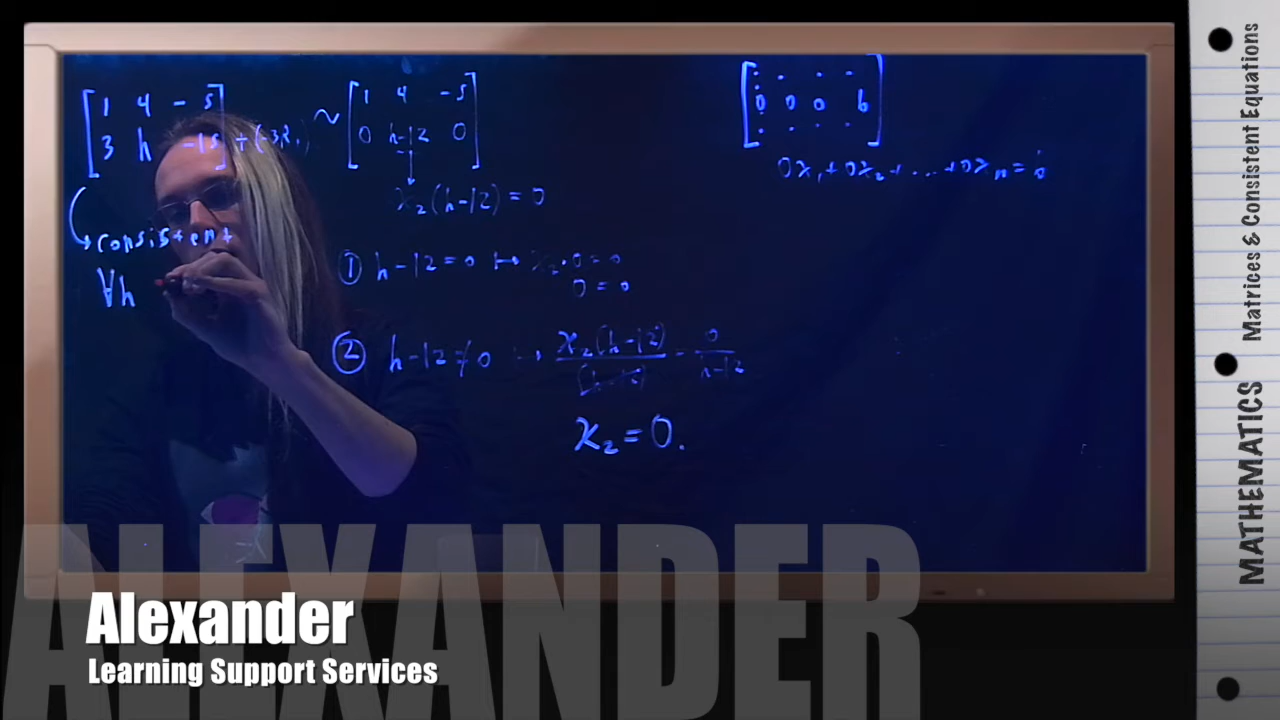 [1 4 -5
3 h -15] + (-3R₁) ~ [1 4 -5
0 h-12 0]
x₂(h-12) = 0
consistent
∀h
① h-12=0 ↦ x₂·0=0
0=0
② h-12≠0 ↦ x₂(h-12)/(h-12) = 0/h-12
x₂=0.
0 0 0 b
0x₁+0x₂+...+0xₙ=b
ALEXANDER
Alexander
Learning Support Services
MATHEMATICS Matrices & Consistent Equations